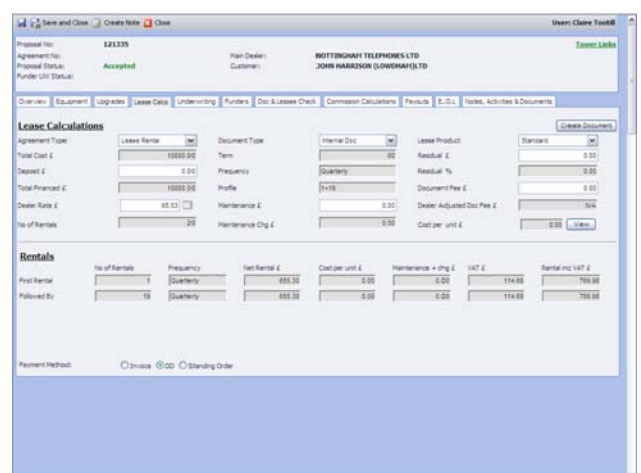 Save and Close Create Note Close User: Claire Tootill
Proposal No: 121335 Tower Links
Agreement No: Main Dealer: NOTTINGHAM TELEPHONES LTD
Proposal Status: Accepted Customer: JOHN HARRISON (LOWDHAM)LTD
Funder U/W Status:
Overview Equipment Upgrades Lease Calcs Underwriting Funders Doc & Lessee Check Commission Calculations Payouts E.O.L Notes, Activities & Documents
Lease Calculations Create Document
Agreement Type Lease Rental Document Type Internal Doc Lease Product Standard
Total Cost £ 10000.00 Term 60 Residual £ 0.00
Deposit £ 0.00 Frequency Quarterly Residual % 0.00
Total Financed £ 10000.00 Profile 1+19 Document Fee £ 0.00
Dealer Rate £ 65.53 Maintenance £ 0.00 Dealer Adjusted Doc Fee £ N/A
No of Rentals 20 Maintenance Chg £ 0.00 Cost per unit £ 0.00 View
Rentals
No of Rentals Frequency Net Rental £ Cost per unit £ Maintenance + chg £ VAT £ Rental inc VAT £
First Rental 1 Quarterly 655.30 0.00 0.00 114.68 769.98
Followed By 19 Quarterly 655.30 0.00 0.00 114.68 769.98
Payment Method: Invoice DD Standing Order